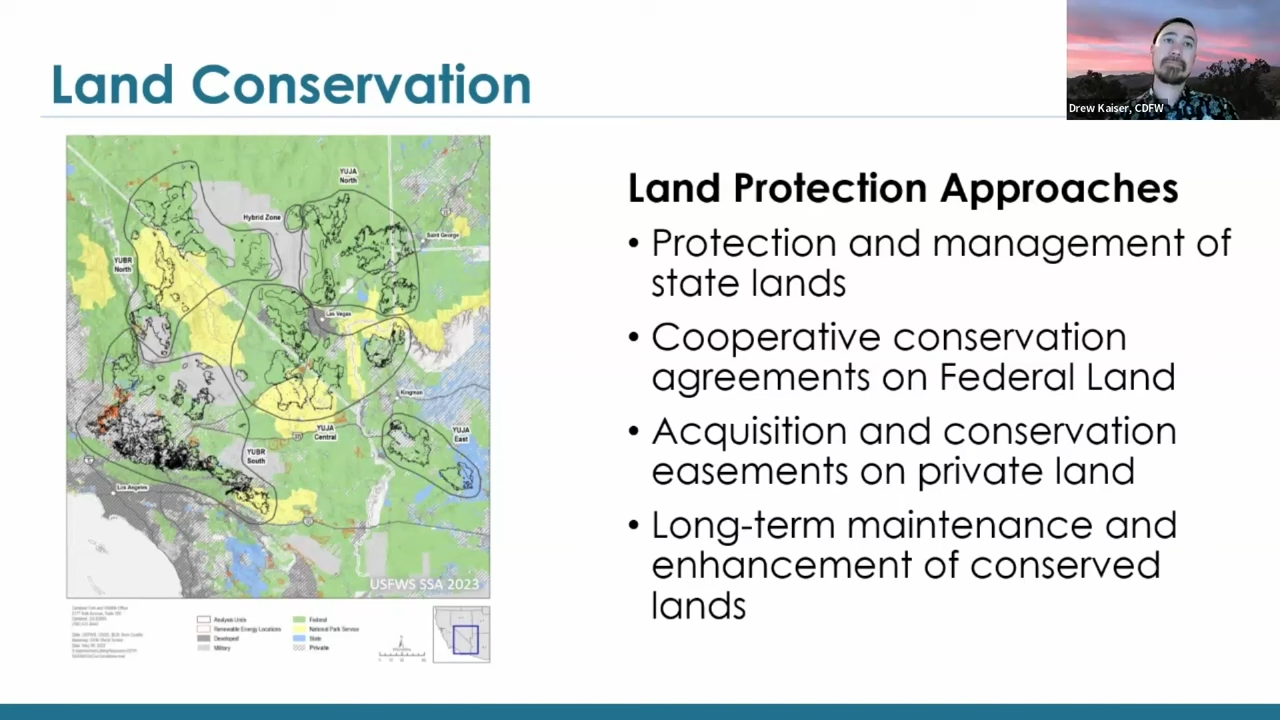 Land Conservation
Drew Kaiser, CDFW
YUJA
North
Hybrid Zone
Saint George
YUBR
North
Las Vegas
Kingman
YUJA
Central
YUJA
East
YUBR
South
Los Angeles
USFWS SSA 2023
Analysis Units
Renewable Energy Locations
Developed
Military
Federal
National Park Service
State
Private
Land Protection Approaches
• Protection and management of
state lands
• Cooperative conservation
agreements on Federal Land
• Acquisition and conservation
easements on private land
• Long-term maintenance and
enhancement of conserved
lands